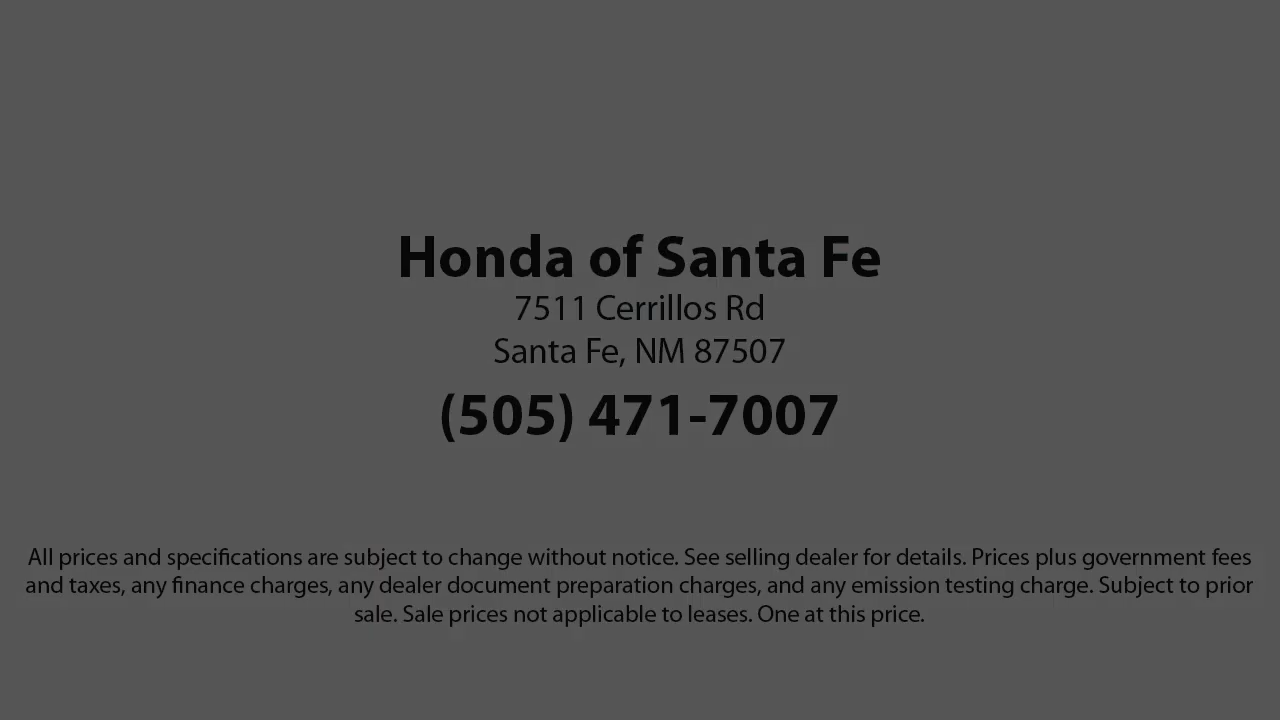 Honda of Santa Fe
7511 Cerrillos Rd
Santa Fe, NM 87507
(505) 471-7007
All prices and specifications are subject to change without notice. See selling dealer for details. Prices plus government fees
and taxes, any finance charges, any dealer document preparation charges, and any emission testing charge. Subject to prior
sale. Sale prices not applicable to leases. One at this price.